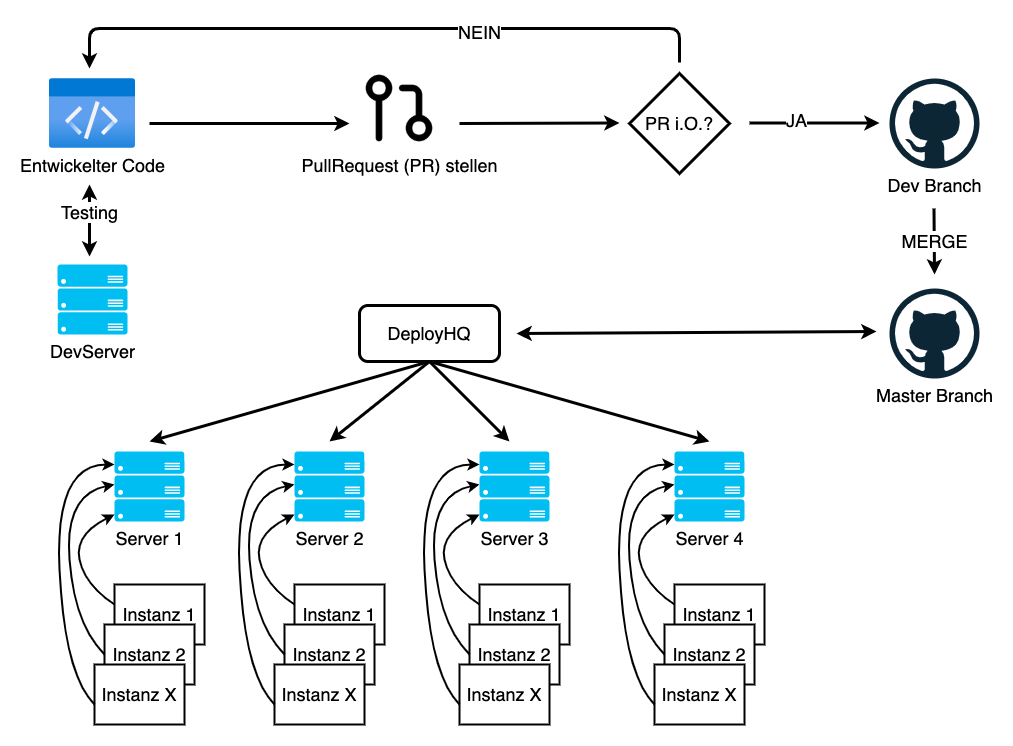 NEIN
</>
PR i.O.?
JA
Entwickelter Code
PullRequest (PR) stellen
Dev Branch
Testing
MERGE
DevServer
DeployHQ
Master Branch
Server 1
Server 2
Server 3
Server 4
Instanz 1
Instanz 1
Instanz 1
Instanz 1
Instanz 2
Instanz 2
Instanz 2
Instanz 2
Instanz X
Instanz X
Instanz X
Instanz X